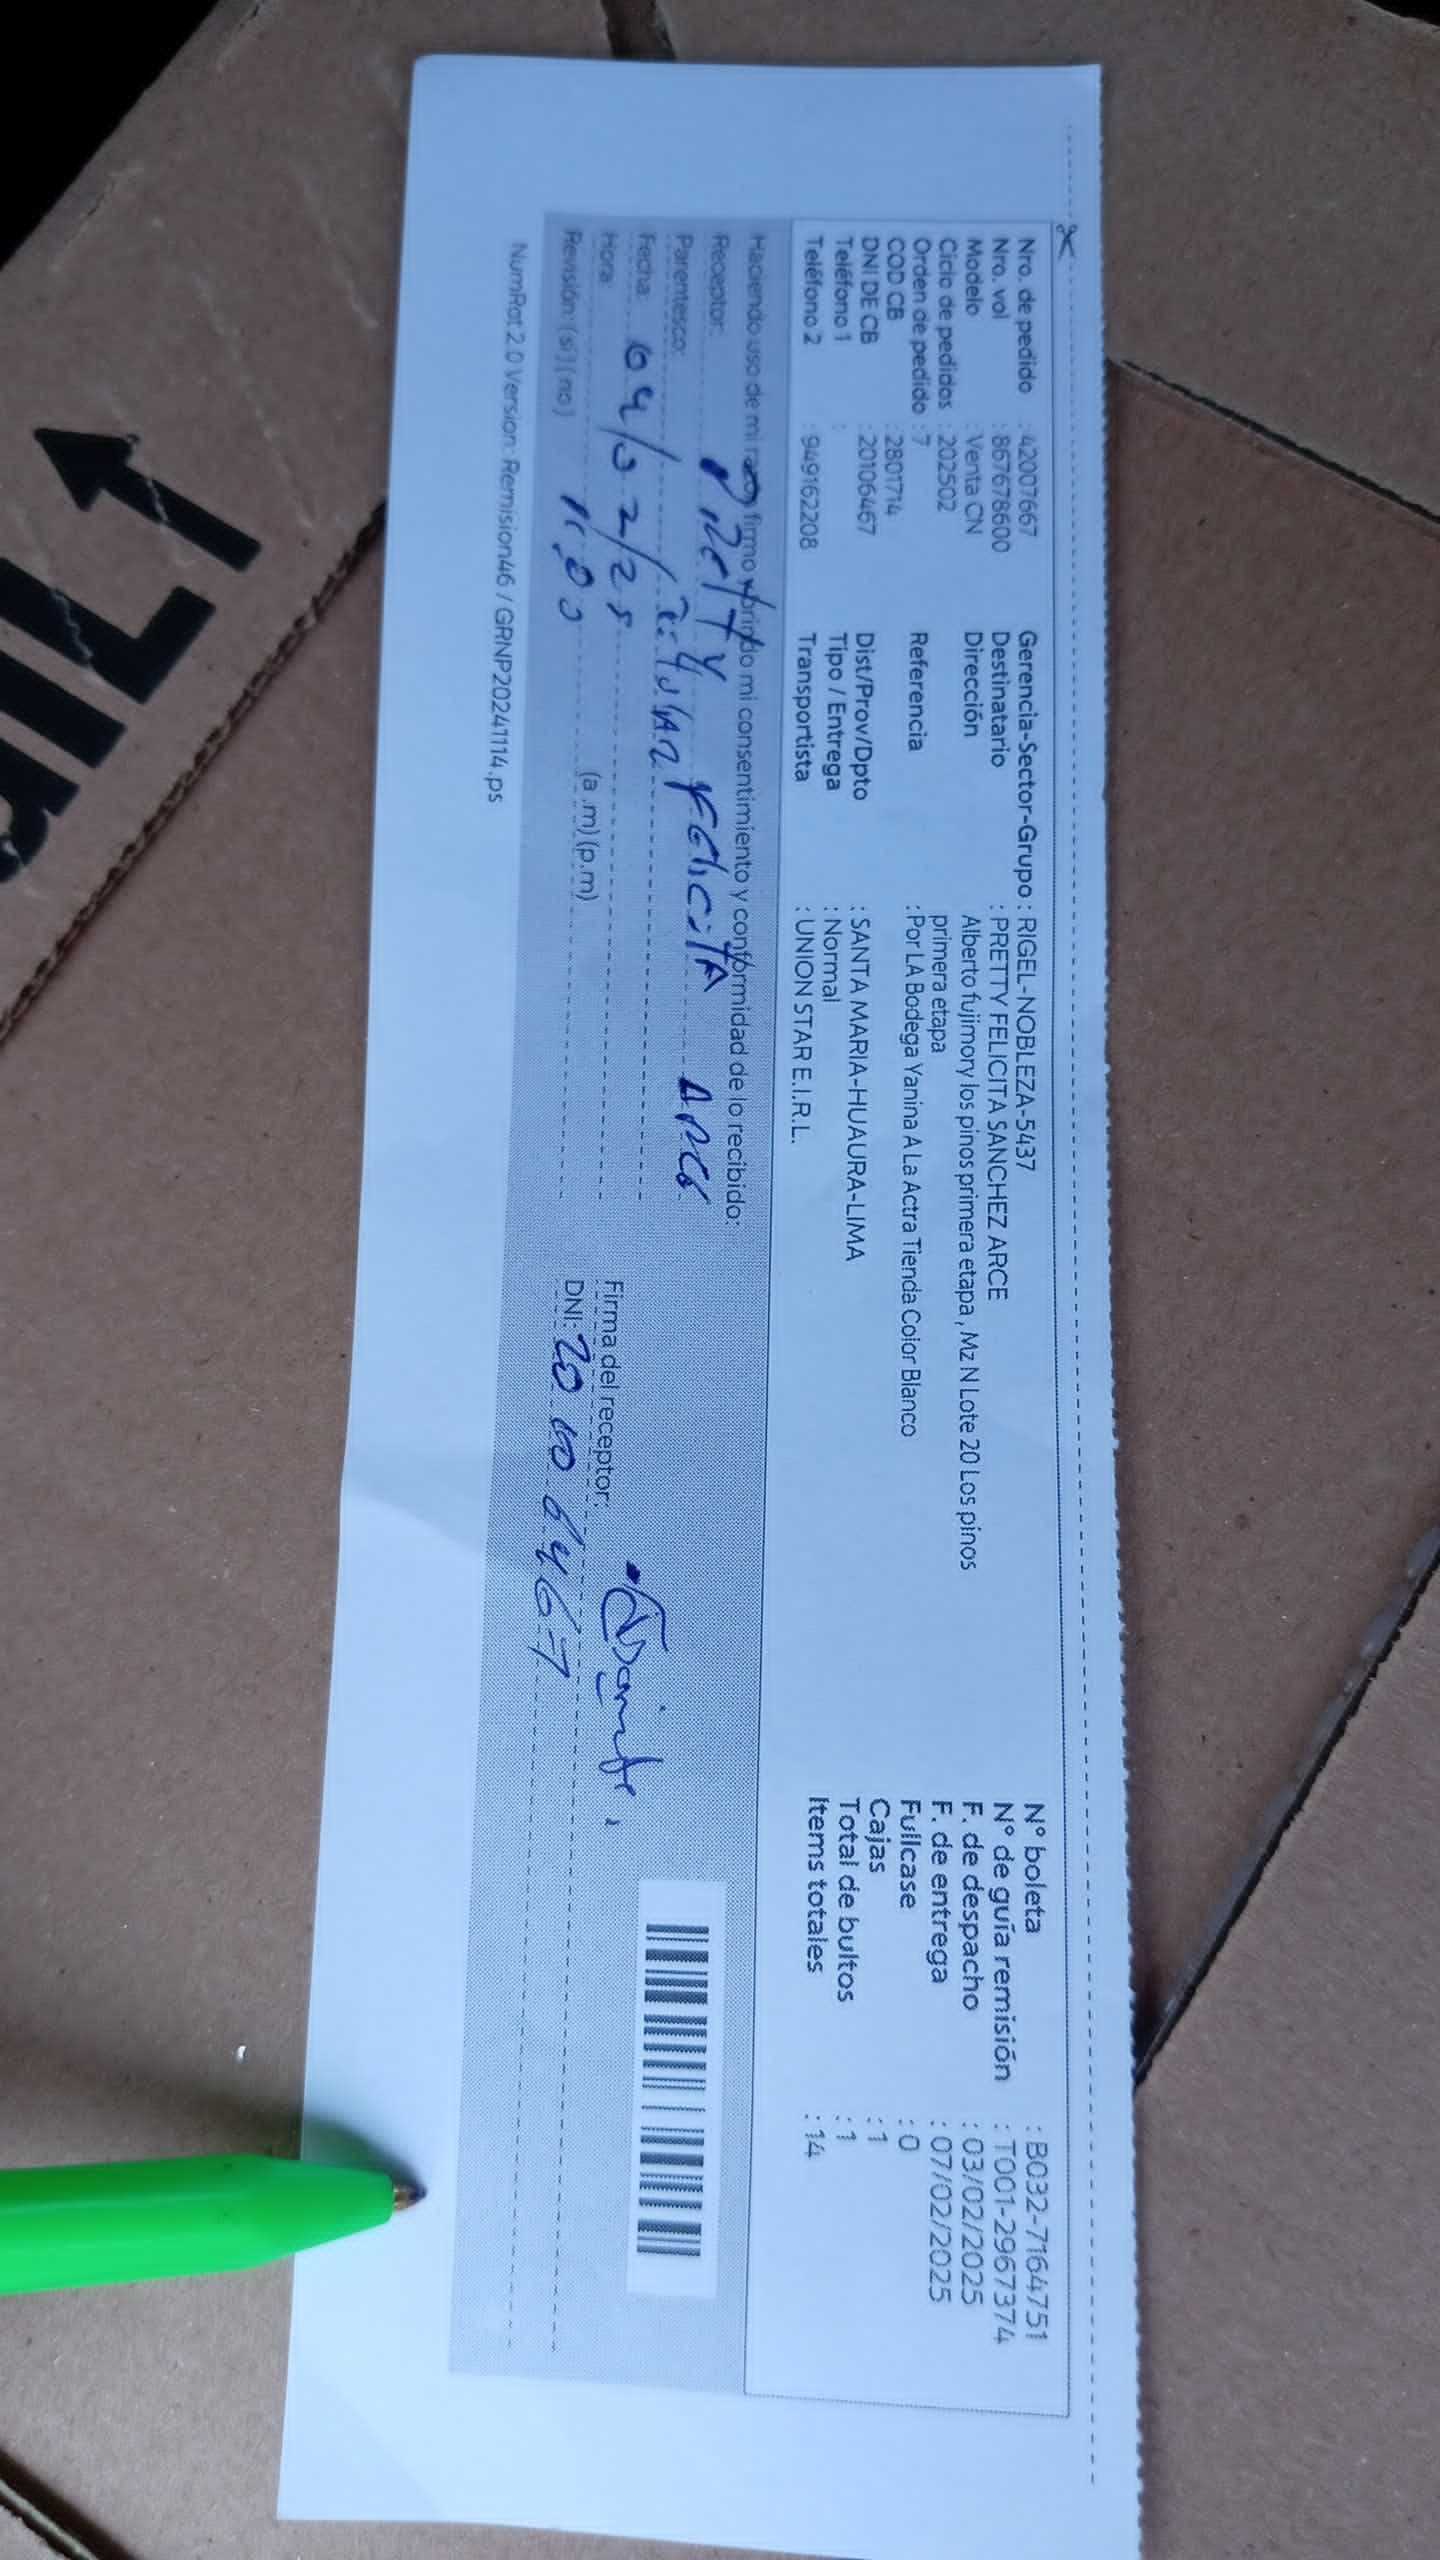 Nro. de pedido : 42007667
Nro. vol : 867678600
Modelo : Venta CN
Ciclo de pedidos : 202502
Orden de pedido : 7
COD CB : 2801714
DNI DE CB : 20106467
Teléfono 1 :
Teléfono 2 : 949162208
Gerencia-Sector-Grupo : RIGEL-NOBLEZA-5437
Destinatario : PRETTY FELICITA SANCHEZ ARCE
Dirección Alberto fujimory los pinos primera etapa , Mz N Lote 20 Los pinos
primera etapa
Referencia : Por LA Bodega Yanina A La Actra Tienda Color Blanco
Dist/Prov/Dpto : SANTA MARIA-HUAURA-LIMA
Tipo / Entrega : Normal
Transportista : UNION STAR E.I.R.L.
N° boleta : B032-7164751
N° de guía remisión : T001-2967374
F. de despacho : 03/02/2025
F. de entrega : 07/02/2025
Fullcase : 0
Cajas : 1
Total de bultos : 1
Items totales : 14
Haciendo uso de mi firmo y brindo mi consentimiento y conformidad de lo recibido:
Receptor: Pretty Felicita Arce
Parentesco: Titular
Fecha: 04/02/25
Hora: (a .m) (p.m)
Revisión: (si) (no)
Firma del receptor:
DNI: 20106467
NumRot 2.0 Version: Remision46 / GRNP20241114.ps